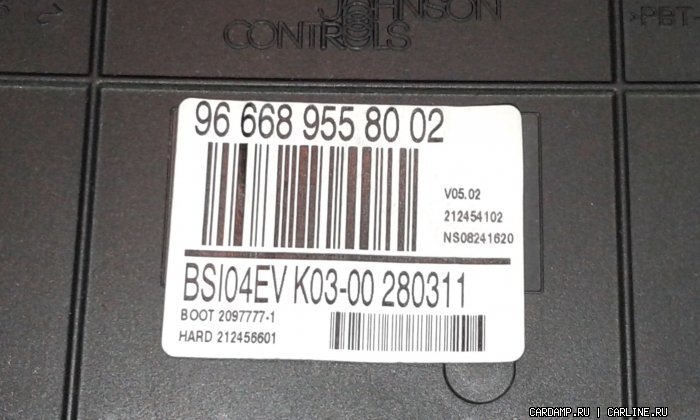 JOHNSON
CONTROLS
>PBT
96 668 955 80 02
V05.02
212454102
NS08241620
BSI04EV K03-00 280311
BOOT 2097777-1
HARD 212456601
CARDAMP.RU | CARLINE.RU